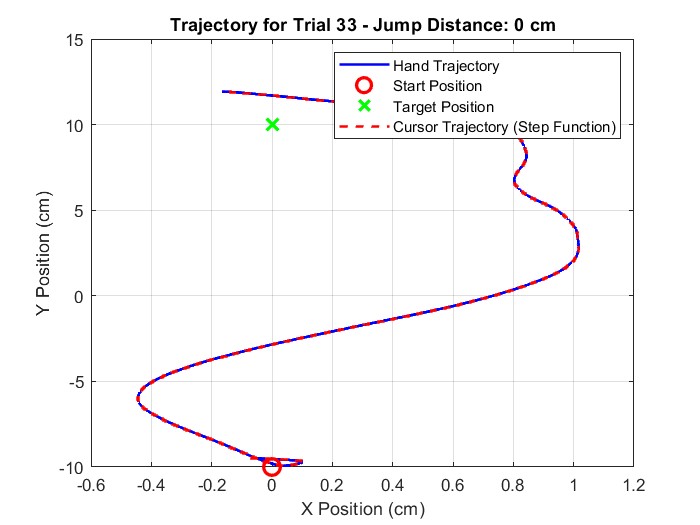 Trajectory for Trial 33 - Jump Distance: 0 cm
15
Hand Trajectory
Start Position
Target Position
Cursor Trajectory (Step Function)
10
5
0
-5
-10
Y Position (cm)
-0.6 -0.4 -0.2 0 0.2 0.4 0.6 0.8 1 1.2
X Position (cm)